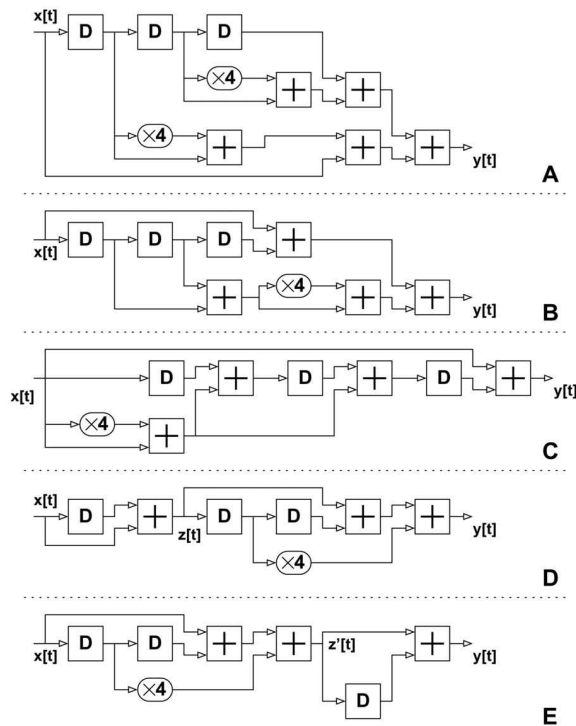 x[t] D D D
×4 + +
×4 + + +
y[t]
A
x[t] D D D +
+ ×4 + +
y[t]
B
x[t] D + D + D +
y[t]
×4 +
C
x[t] D + z[t] D D + +
y[t]
×4
D
x[t] D D + + z'[t] +
y[t]
×4
D
E